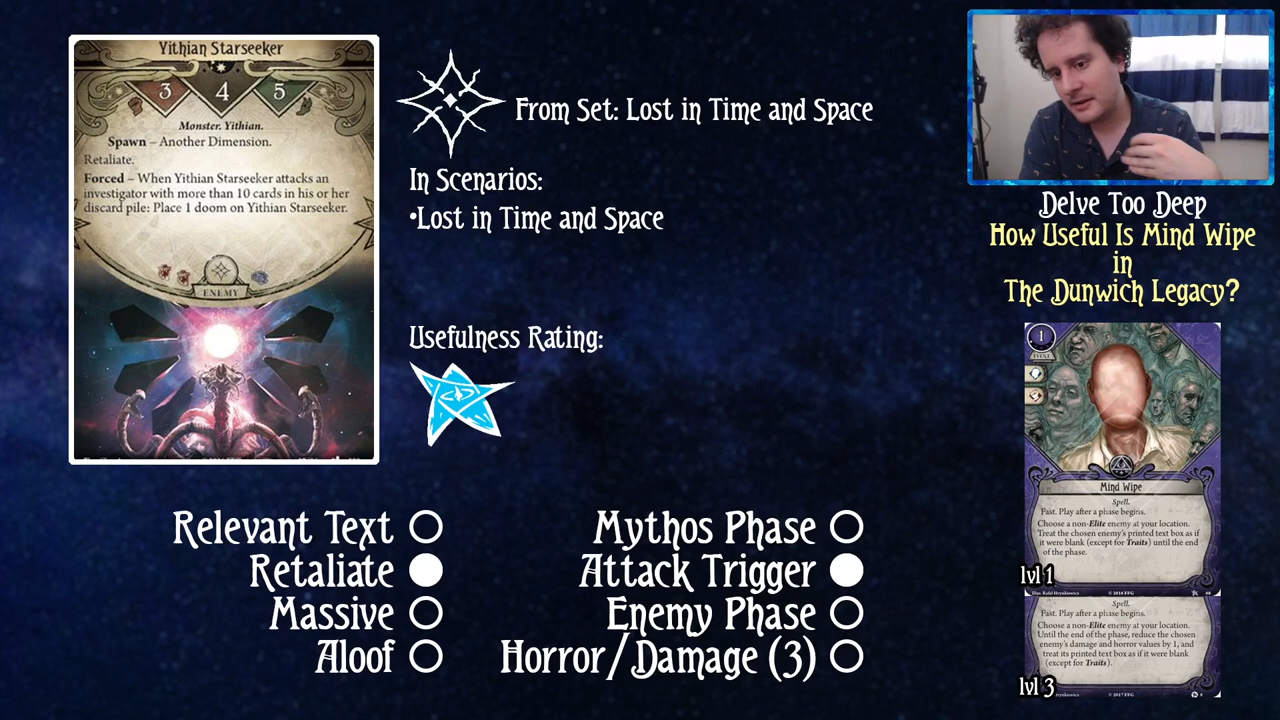 Yithian Starseeker
3 4 5
Monster. Yithian.
Spawn – Another Dimension.
Retaliate.
Forced – When Yithian Starseeker attacks an
investigator with more than 10 cards in his or her
discard pile: Place 1 doom on Yithian Starseeker.
ENEMY
From Set: Lost in Time and Space
In Scenarios:
•Lost in Time and Space
Usefulness Rating:
Relevant Text
Retaliate
Massive
Aloof
Mythos Phase
Attack Trigger
Enemy Phase
Horror/Damage (3)
Delve Too Deep
How Useful Is Mind Wipe
in
The Dunwich Legacy?
1
EVENT
Mind Wipe
Spell.
Fast. Play after a phase begins.
Choose a non-Elite enemy at your location.
Treat the chosen enemy's printed text box as if
it were blank (except for Traits) until the end
of the phase.
lvl 1
Spell.
Fast. Play after a phase begins.
Choose a non-Elite enemy at your location.
Until the end of the phase, reduce the chosen
enemy's damage and horror values by 1, and
treat its printed text box as if it were blank
(except for Traits).
lvl 3